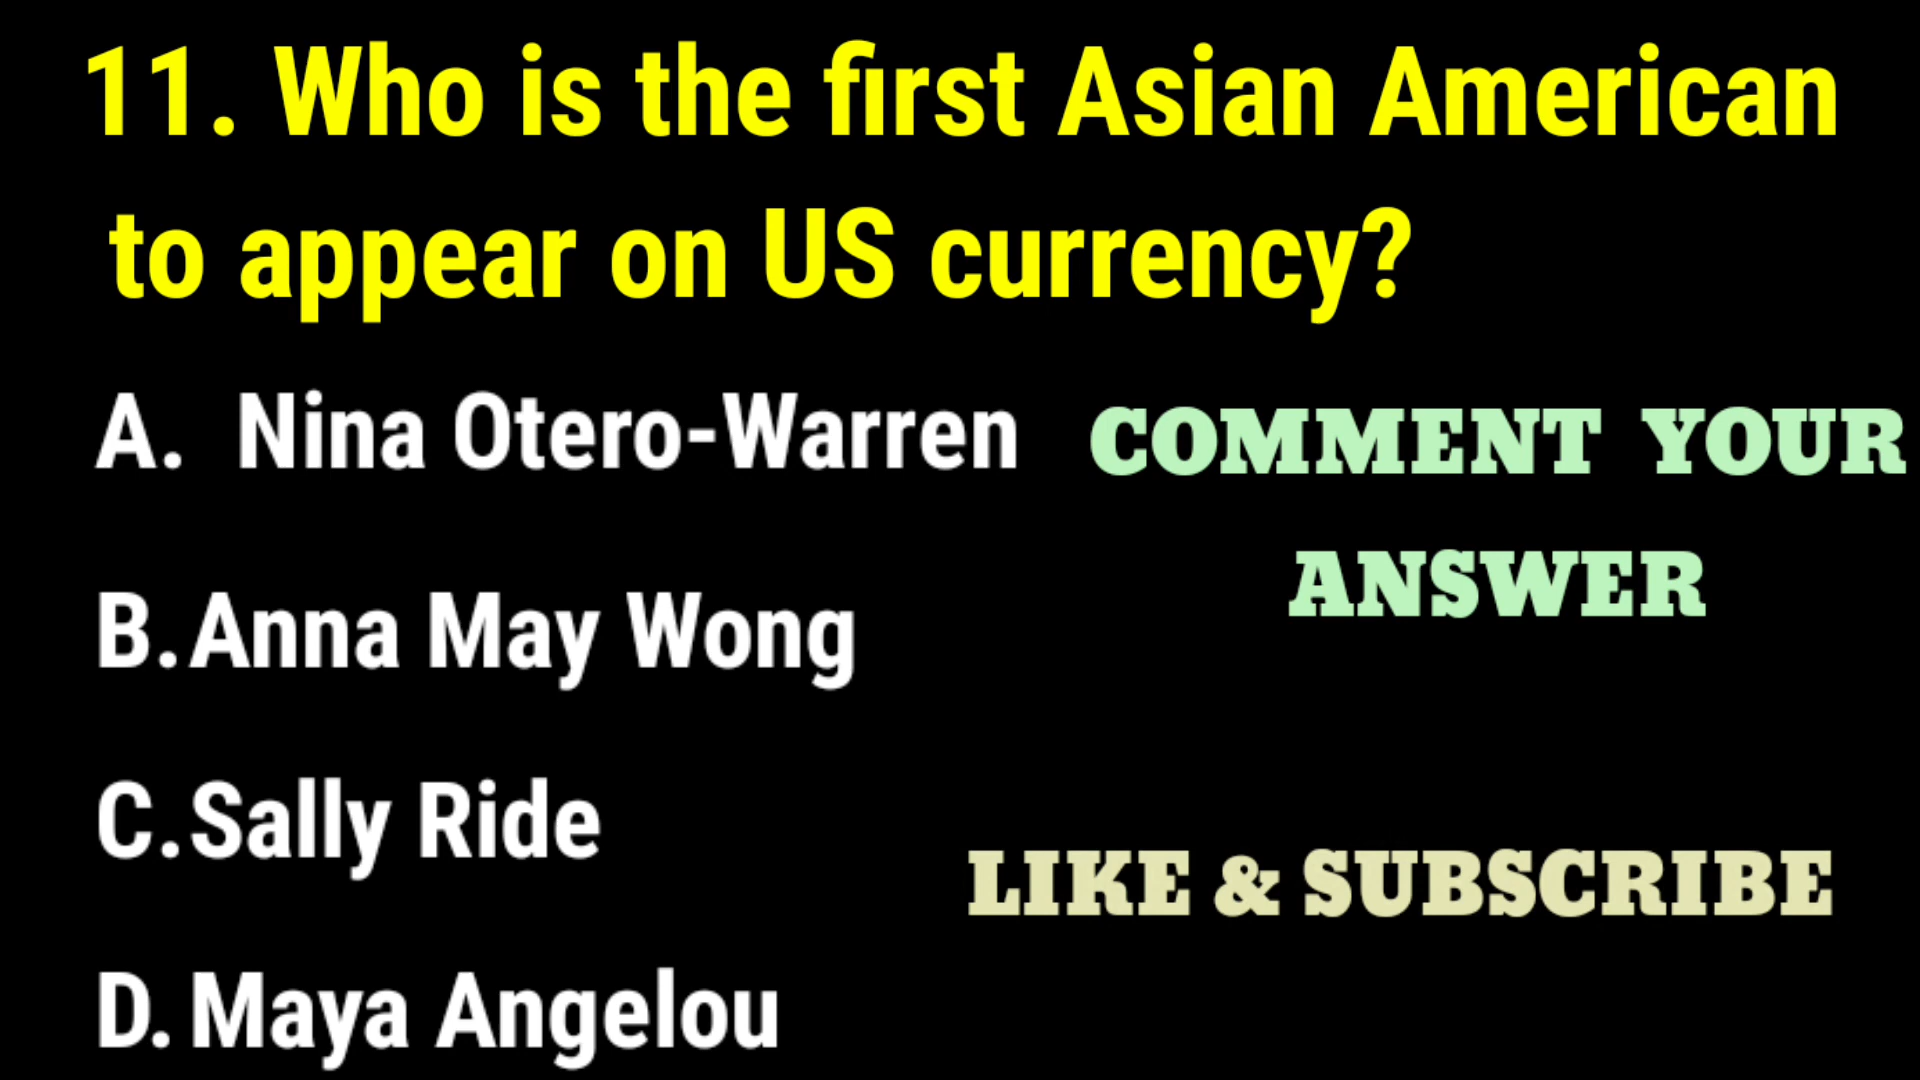 11. Who is the first Asian American
to appear on US currency?
A. Nina Otero-Warren
COMMENT YOUR
ANSWER
B. Anna May Wong
C. Sally Ride
LIKE & SUBSCRIBE
D. Maya Angelou